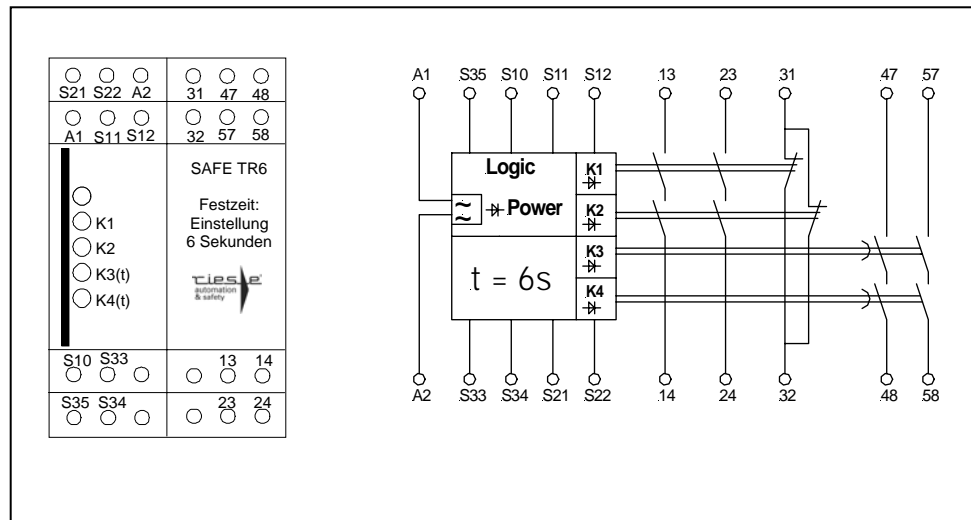 S21 S22 A2 31 47 48
A1 S11 S12 32 57 58
SAFE TR6
Festzeit:
Einstellung
6 Sekunden
K1
K2
K3(t)
K4(t)
riese
automation
& safety
S10 S33 13 14
S35 S34 23 24
A1 S35 S10 S11 S12 13 23 31 47 57
Logic
Power
t = 6s
K1
K2
K3
K4
A2 S33 S34 S21 S22 14 24 32 48 58